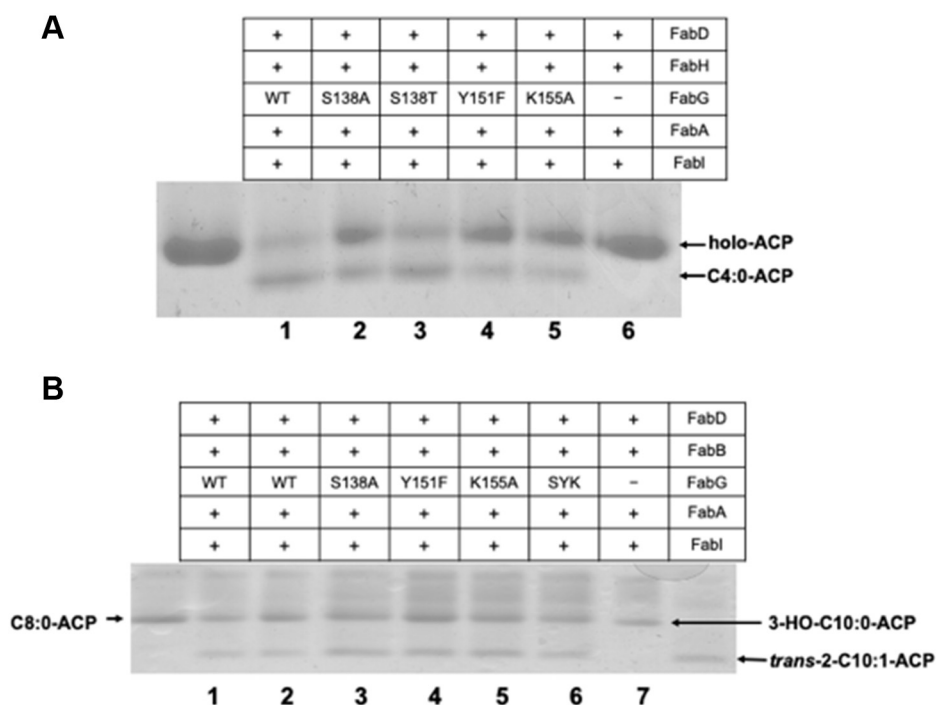 A
+ + + + + + FabD
+ + + + + + FabH
WT S138A S138T Y151F K155A − FabG
+ + + + + + FabA
+ + + + + + FabI
holo-ACP
C4:0-ACP
1 2 3 4 5 6
B
+ + + + + + + FabD
+ + + + + + + FabB
WT WT S138A Y151F K155A SYK − FabG
+ + + + + + + FabA
+ + + + + + + FabI
C8:0-ACP 3-HO-C10:0-ACP
trans-2-C10:1-ACP
1 2 3 4 5 6 7